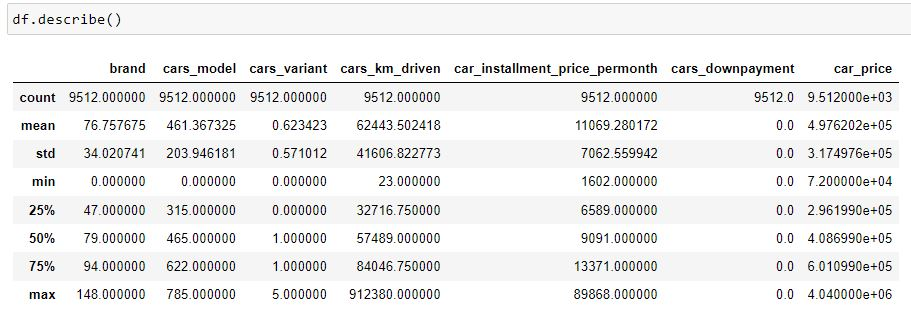 df.describe()
brand cars_model cars_variant cars_km_driven car_installment_price_permonth cars_downpayment car_price
count 9512.000000 9512.000000 9512.000000 9512.000000 9512.000000 9512.0 9.512000e+03
mean 76.757675 461.367325 0.623423 62443.502418 11069.280172 0.0 4.976202e+05
std 34.020741 203.946181 0.571012 41606.822773 7062.559942 0.0 3.174976e+05
min 0.000000 0.000000 0.000000 23.000000 1602.000000 0.0 7.200000e+04
25% 47.000000 315.000000 0.000000 32716.750000 6589.000000 0.0 2.961990e+05
50% 79.000000 465.000000 1.000000 57489.000000 9091.000000 0.0 4.086990e+05
75% 94.000000 622.000000 1.000000 84046.750000 13371.000000 0.0 6.010990e+05
max 148.000000 785.000000 5.000000 912380.000000 89868.000000 0.0 4.040000e+06